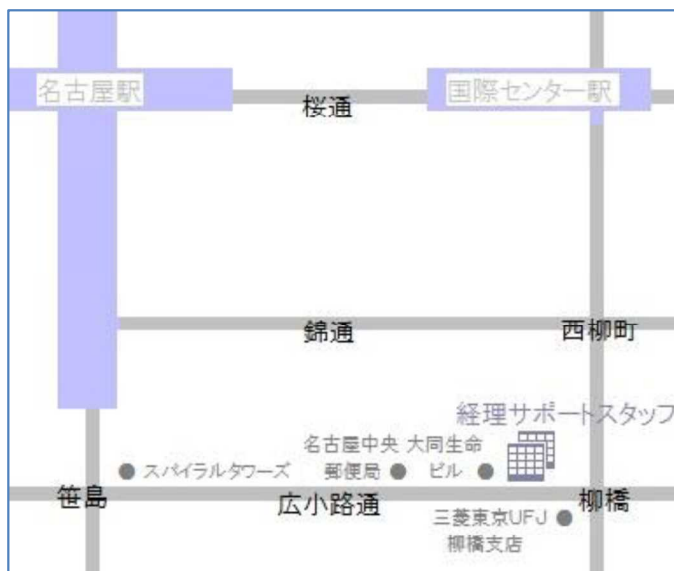 名古屋駅
桜通
国際センター駅
錦通
西柳町
経理サポートスタッフ
名古屋中央
郵便局
大同生命
ビル
スパイラルタワーズ
笹島
広小路通
柳橋
三菱東京UFJ
柳橋支店